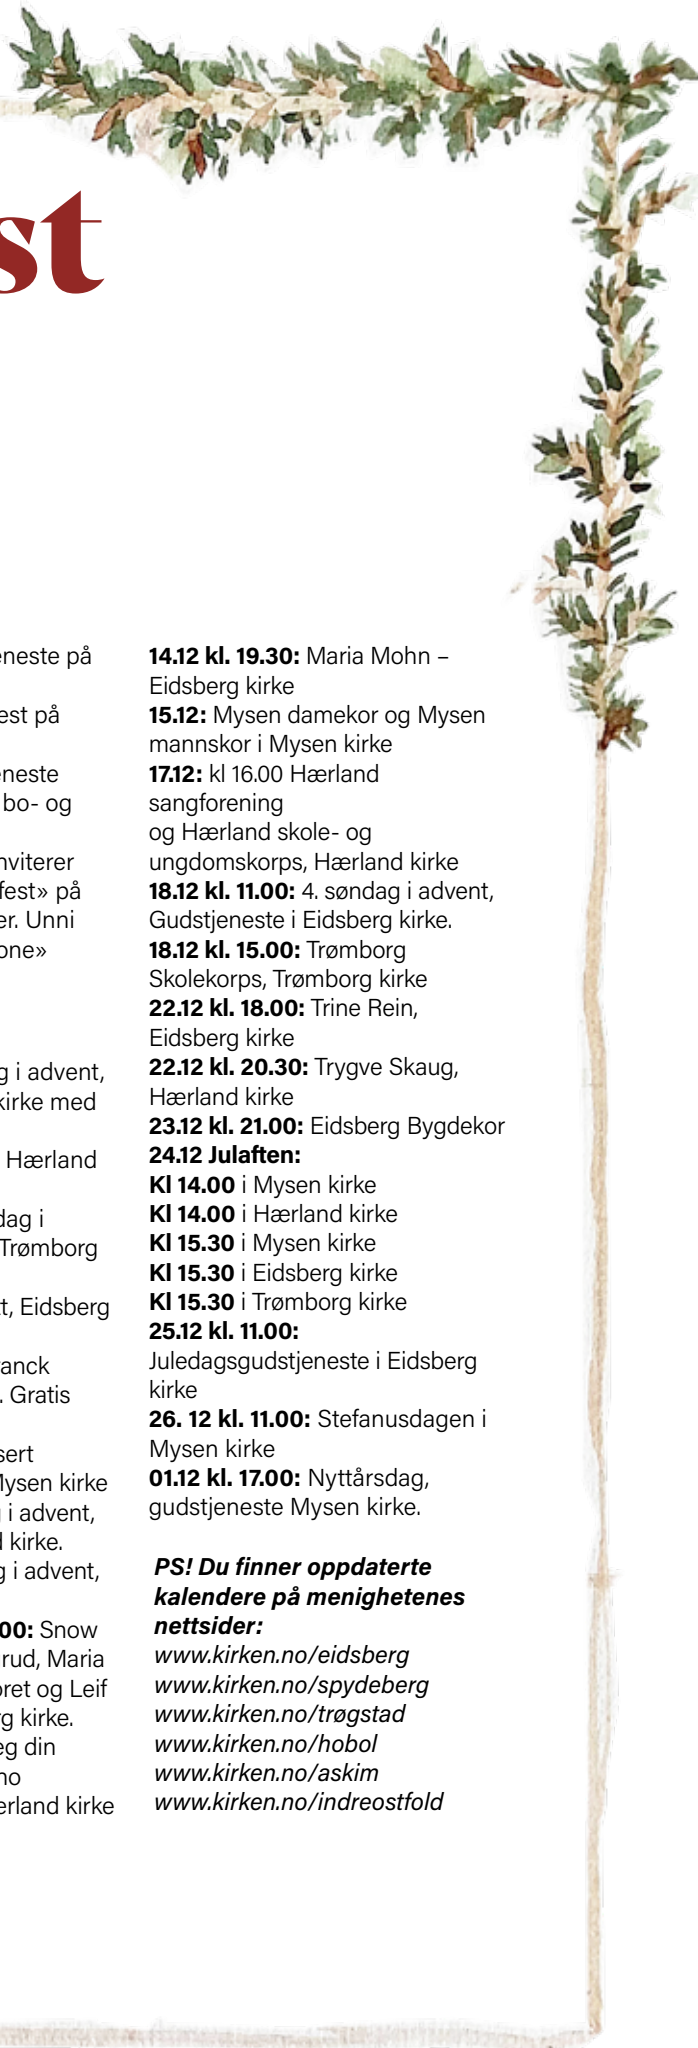 st
eneste på
est på
eneste
bo- og
nviterer
fest» på
er. Unni
one»
g i advent,
kirke med
Hærland
dag i
Trømborg
t, Eidsberg
anck
. Gratis
sert
Mysen kirke
g i advent,
d kirke.
g i advent,
00: Snow
rud, Maria
oret og Leif
rg kirke.
eg din
no
erland kirke
14.12 kl. 19.30: Maria Mohn –
Eidsberg kirke
15.12: Mysen damekor og Mysen
mannskor i Mysen kirke
17.12: kl 16.00 Hærland
sangforening
og Hærland skole- og
ungdomskorps, Hærland kirke
18.12 kl. 11.00: 4. søndag i advent,
Gudstjeneste i Eidsberg kirke.
18.12 kl. 15.00: Trømborg
Skolekorps, Trømborg kirke
22.12 kl. 18.00: Trine Rein,
Eidsberg kirke
22.12 kl. 20.30: Trygve Skaug,
Hærland kirke
23.12 kl. 21.00: Eidsberg Bygdekor
24.12 Julaften:
Kl 14.00 i Mysen kirke
Kl 14.00 i Hærland kirke
Kl 15.30 i Mysen kirke
Kl 15.30 i Eidsberg kirke
Kl 15.30 i Trømborg kirke
25.12 kl. 11.00:
Juledagsgudstjeneste i Eidsberg
kirke
26. 12 kl. 11.00: Stefanusdagen i
Mysen kirke
01.12 kl. 17.00: Nyttårsdag,
gudstjeneste Mysen kirke.
PS! Du finner oppdaterte
kalendere på menighetenes
nettsider:
www.kirken.no/eidsberg
www.kirken.no/spydeberg
www.kirken.no/trøgstad
www.kirken.no/hobol
www.kirken.no/askim
www.kirken.no/indreostfold